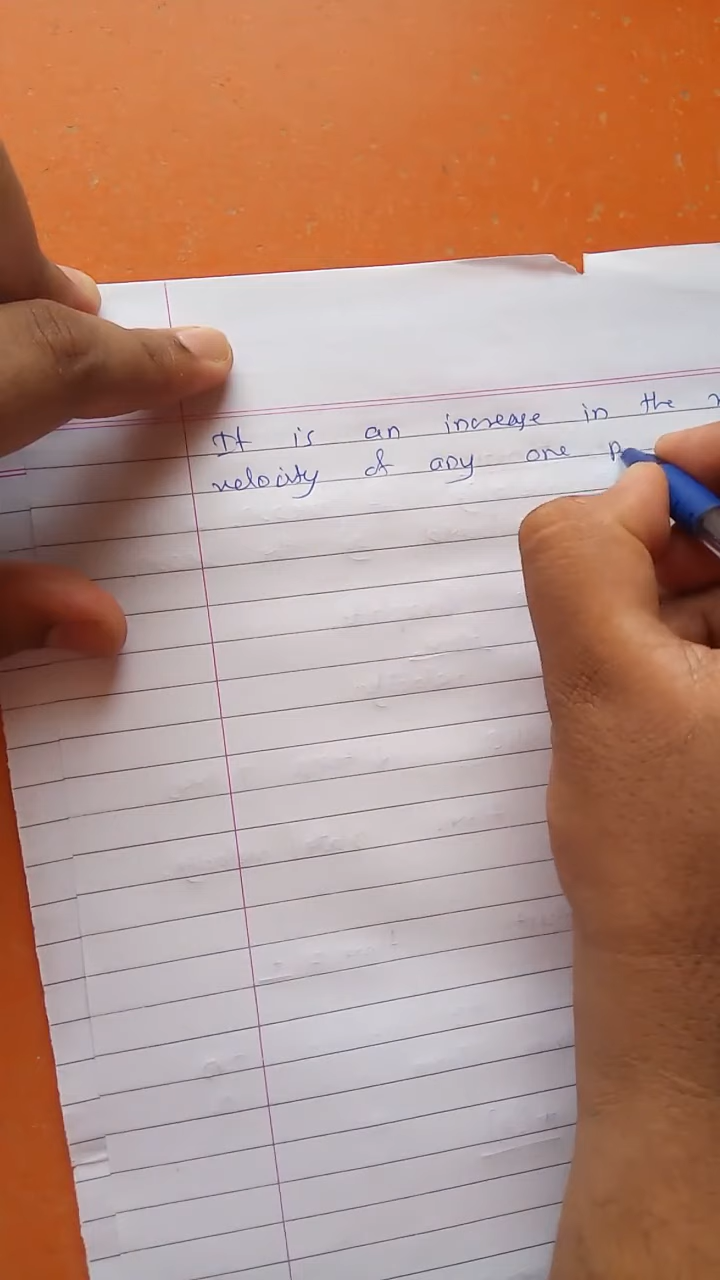 It is an increase in the
velocity of any one